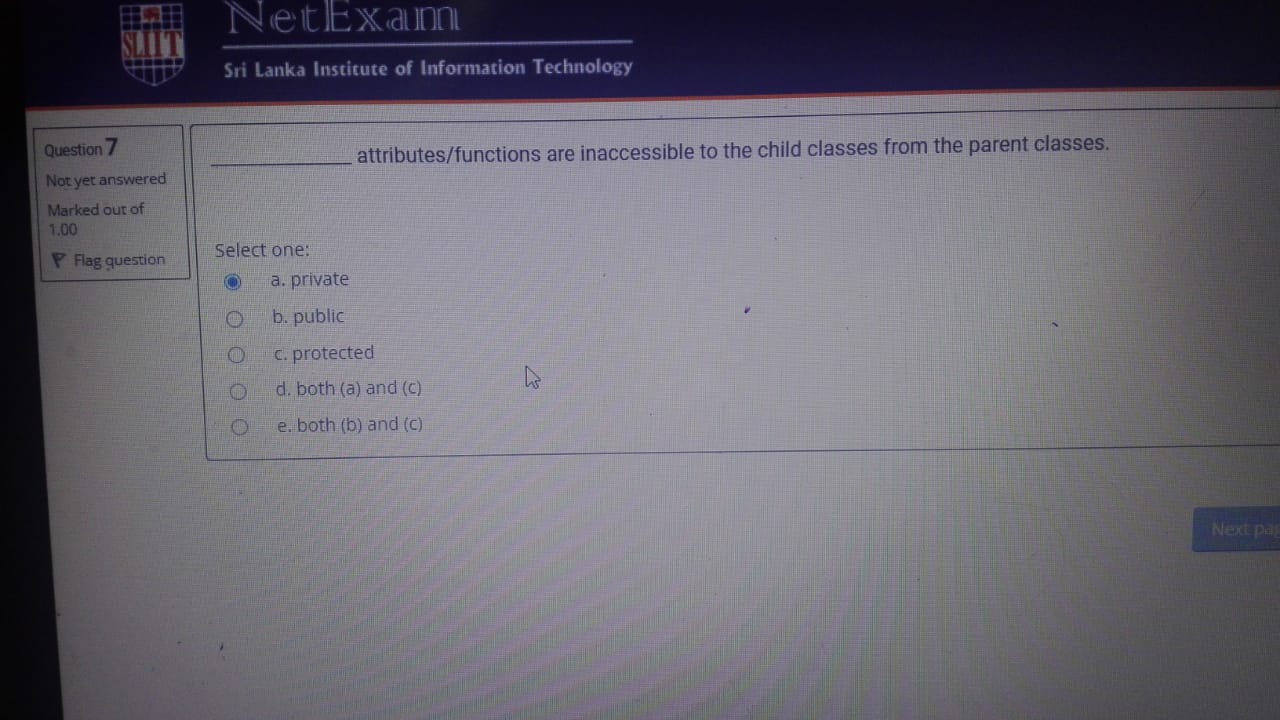 NetExam
SLIIT
Sri Lanka Institute of Information Technology
Question 7
Not yet answered
Marked out of
1.00
Flag question
____________ attributes/functions are inaccessible to the child classes from the parent classes.
Select one:
a. private
b. public
c. protected
d. both (a) and (c)
e. both (b) and (c)
Next pa